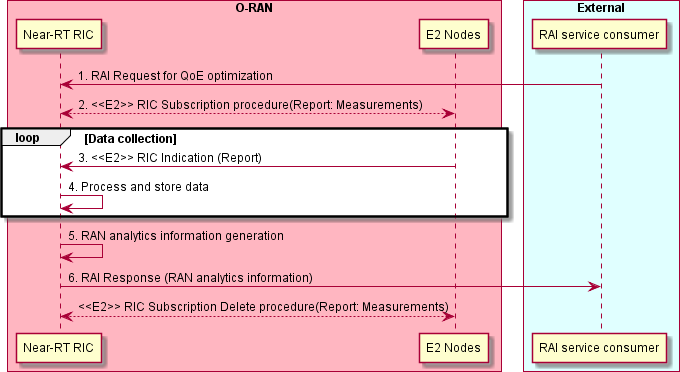 O-RAN
External
Near-RT RIC
E2 Nodes
RAI service consumer
1. RAI Request for QoE optimization
2. <<E2>> RIC Subscription procedure(Report: Measurements)
loop
[Data collection]
3. <<E2>> RIC Indication (Report)
4. Process and store data
5. RAN analytics information generation
6. RAI Response (RAN analytics information)
<<E2>> RIC Subscription Delete procedure(Report: Measurements)
Near-RT RIC
E2 Nodes
RAI service consumer